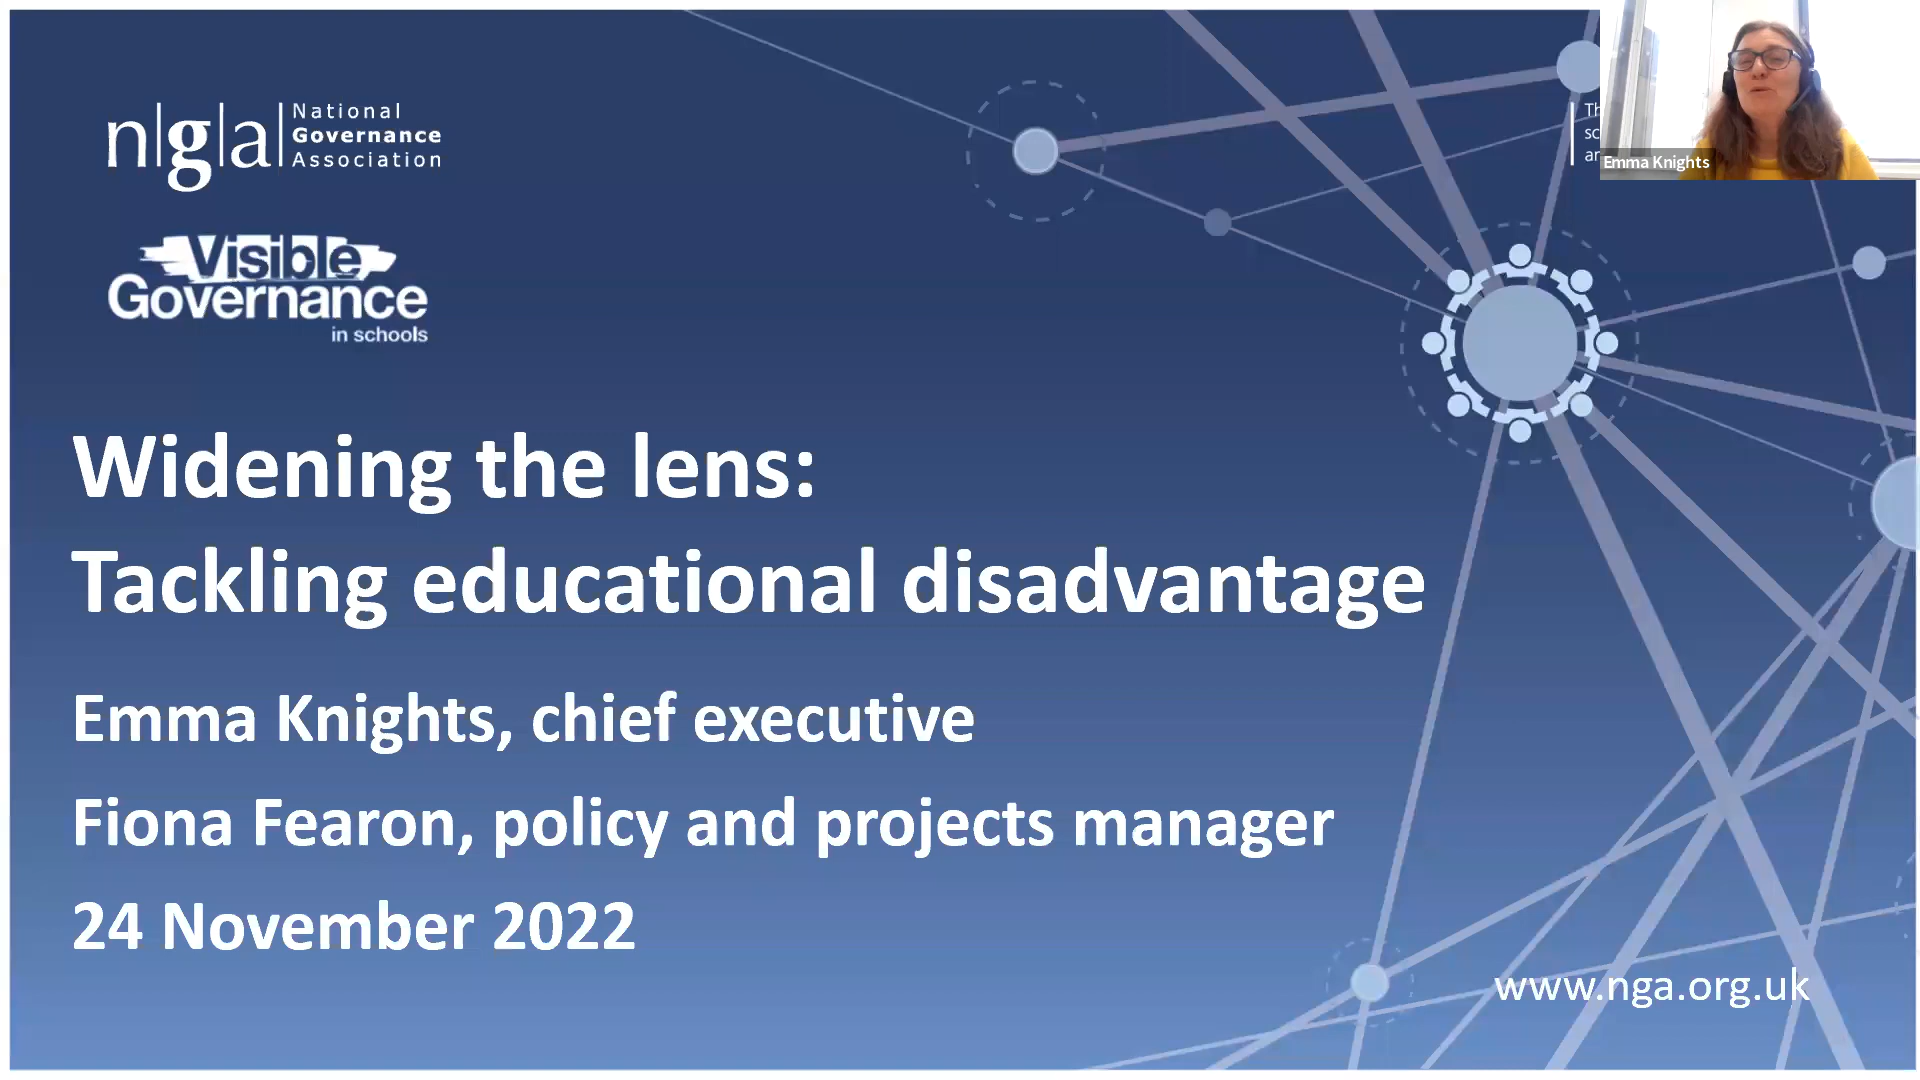 n|g|a| National
Governance
Association
Visible
Governance
in schools
Emma Knights
Widening the lens:
Tackling educational disadvantage
Emma Knights, chief executive
Fiona Fearon, policy and projects manager
24 November 2022
www.nga.org.uk